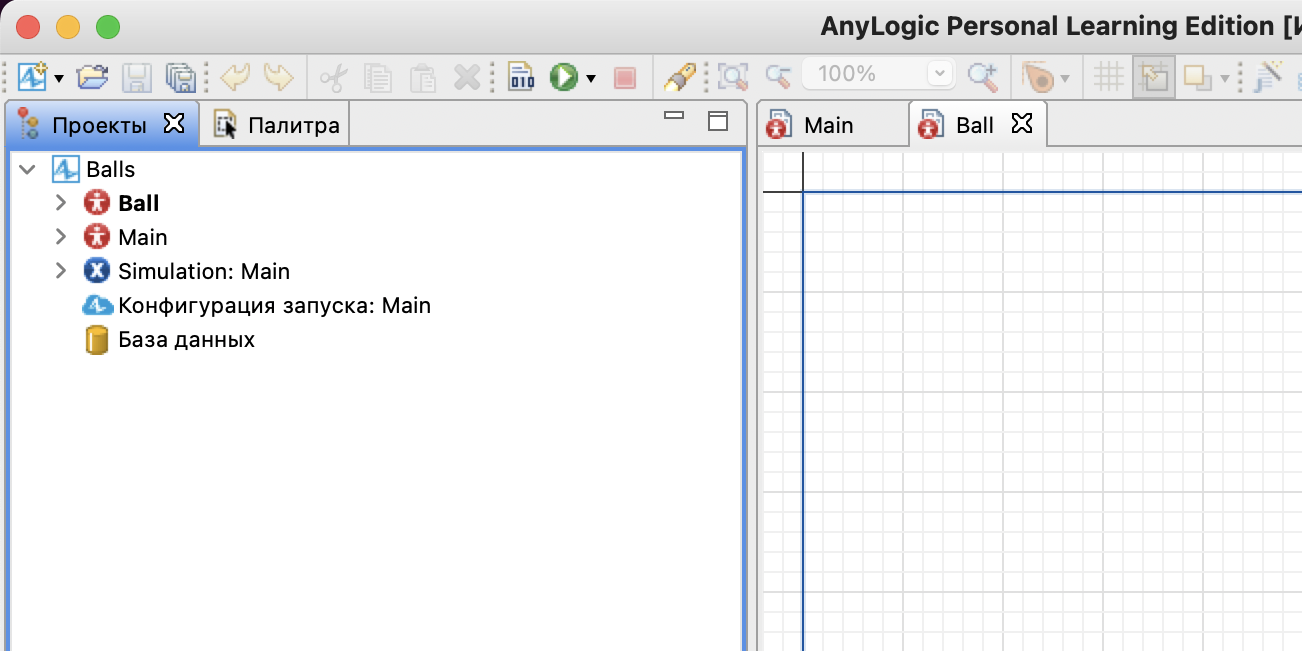 AnyLogic Personal Learning Edition [И
010
100%
Проекты
Палитра
Main
Ball
Balls
Ball
Main
Simulation: Main
Конфигурация запуска: Main
База данных